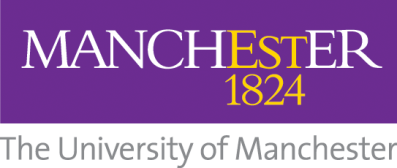 MANCHESTER
1824
The University of Manchester